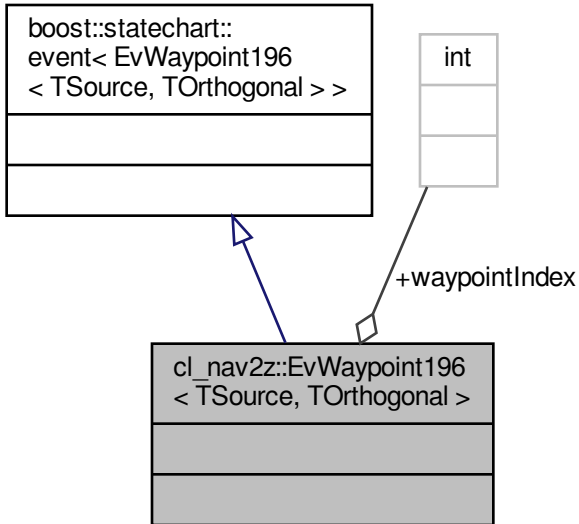 boost::statechart::
event< EvWaypoint196
< TSource, TOrthogonal > >
int
+waypointIndex
cl_nav2z::EvWaypoint196
< TSource, TOrthogonal >